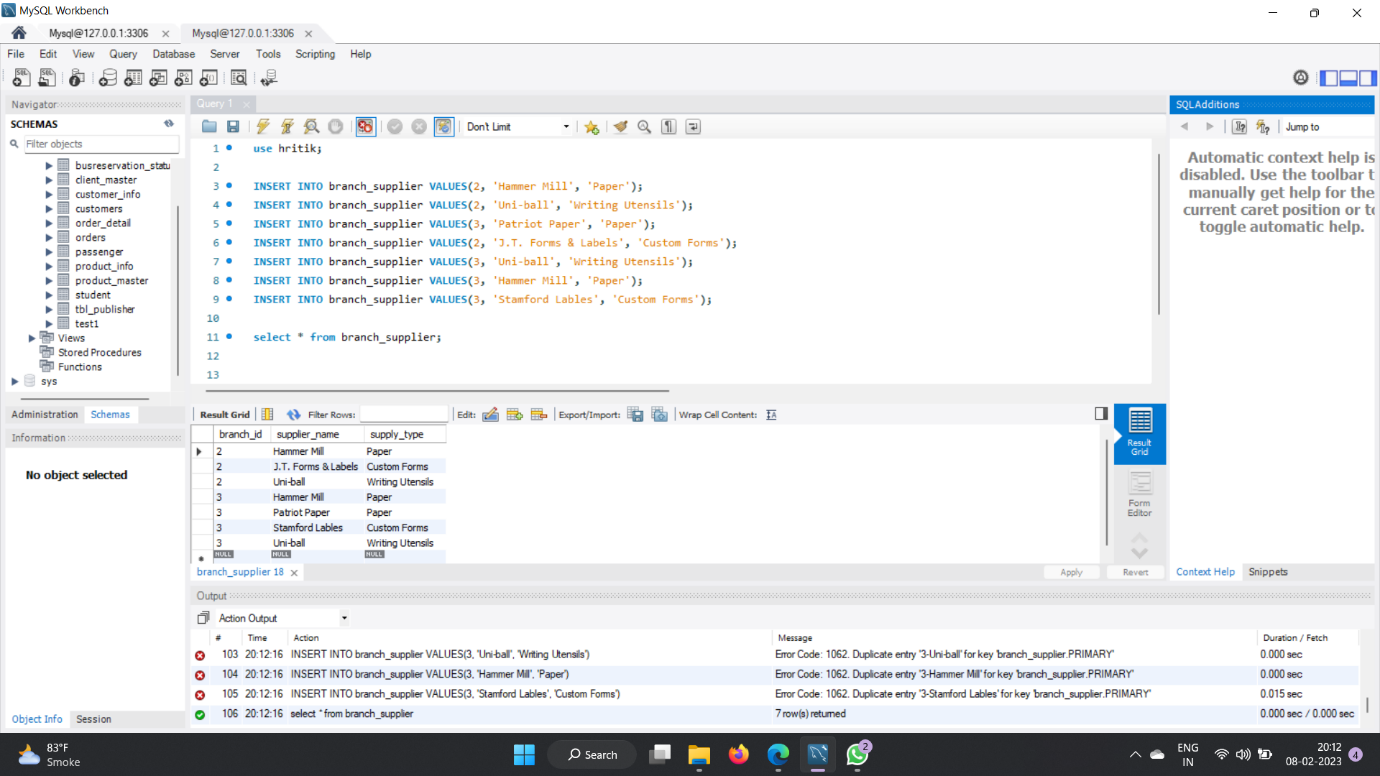 MySQL Workbench
Mysql@127.0.0.1:3306
Mysql@127.0.0.1:3306
File Edit View Query Database Server Tools Scripting Help
Navigator
SCHEMAS
Filter objects
busreservation_statu
client_master
customer_info
customers
order_detail
orders
passenger
product_info
product_master
student
tbl_publisher
test1
Views
Stored Procedures
Functions
sys
Administration Schemas
Information
No object selected
Object Info Session
Query 1
Don't Limit
1 use hritik;
2
3 INSERT INTO branch_supplier VALUES(2, 'Hammer Mill', 'Paper');
4 INSERT INTO branch_supplier VALUES(2, 'Uni-ball', 'Writing Utensils');
5 INSERT INTO branch_supplier VALUES(3, 'Patriot Paper', 'Paper');
6 INSERT INTO branch_supplier VALUES(2, 'J.T. Forms & Labels', 'Custom Forms');
7 INSERT INTO branch_supplier VALUES(3, 'Uni-ball', 'Writing Utensils');
8 INSERT INTO branch_supplier VALUES(3, 'Hammer Mill', 'Paper');
9 INSERT INTO branch_supplier VALUES(3, 'Stamford Lables', 'Custom Forms');
10
11 select * from branch_supplier;
12
13
Result Grid Filter Rows: Edit: Export/Import: Wrap Cell Content:
branch_id supplier_name supply_type
2 Hammer Mill Paper
2 J.T. Forms & Labels Custom Forms
2 Uni-ball Writing Utensils
3 Hammer Mill Paper
3 Patriot Paper Paper
3 Stamford Lables Custom Forms
3 Uni-ball Writing Utensils
NULL NULL NULL
Result
Grid
Form
Editor
branch_supplier 18
Apply Revert
SQLAdditions
Jump to
Automatic context help is
disabled. Use the toolbar t
manually get help for the
current caret position or to
toggle automatic help.
Context Help Snippets
Output
Action Output
# Time Action Message Duration / Fetch
103 20:12:16 INSERT INTO branch_supplier VALUES(3, 'Uni-ball', 'Writing Utensils') Error Code: 1062. Duplicate entry '3-Uni-ball' for key 'branch_supplier.PRIMARY' 0.000 sec
104 20:12:16 INSERT INTO branch_supplier VALUES(3, 'Hammer Mill', 'Paper') Error Code: 1062. Duplicate entry '3-Hammer Mill' for key 'branch_supplier.PRIMARY' 0.000 sec
105 20:12:16 INSERT INTO branch_supplier VALUES(3, 'Stamford Lables', 'Custom Forms') Error Code: 1062. Duplicate entry '3-Stamford Lables' for key 'branch_supplier.PRIMARY' 0.015 sec
106 20:12:16 select * from branch_supplier 7 row(s) returned 0.000 sec / 0.000 sec
83°F
Smoke
Search
2
ENG
IN
20:12
08-02-2023
4